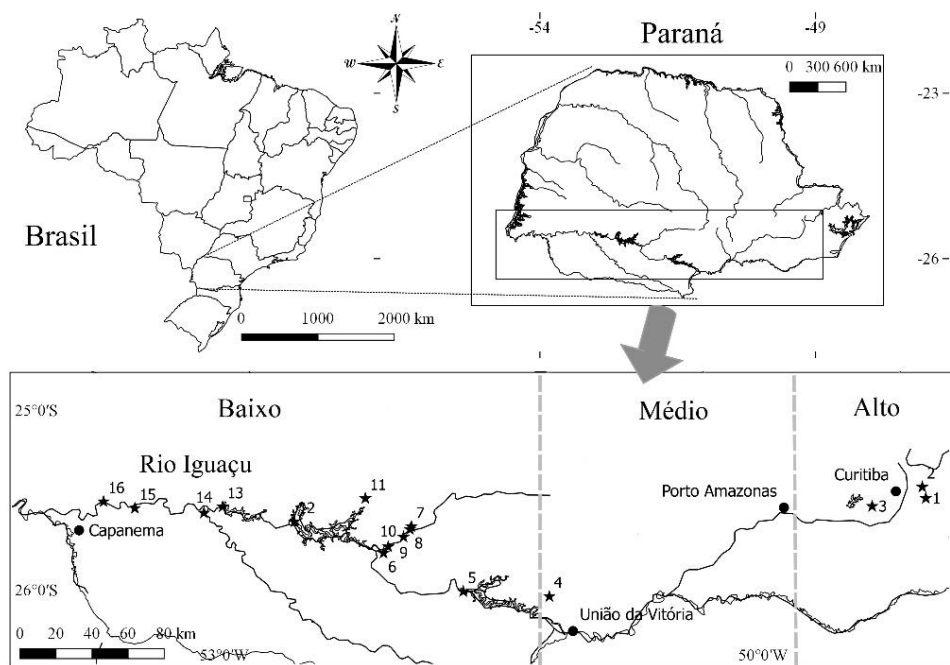 N
W
E
S
Brasil
0 1000 2000 km
Paraná
-54
-49
0 300 600 km
-23
-26
Baixo
Médio
Alto
25°0'S
Rio Iguaçu
16
15
14
13
12
11
10
7
8
9
6
5
4
3
2
1
Capanema
Porto Amazonas
Curitiba
União da Vitória
26°0'S
0 20 40 60 80 km
53°0'W
50°0'W